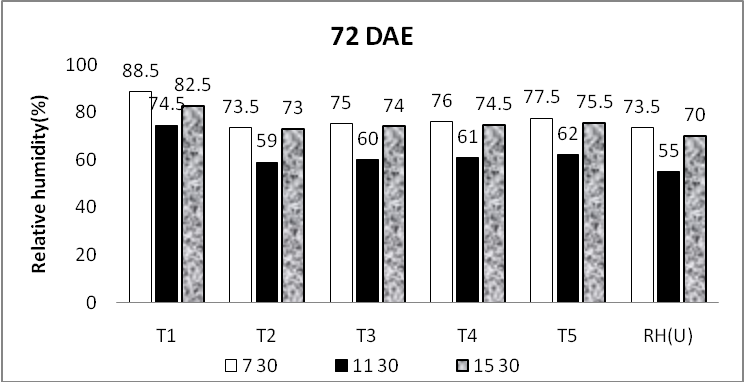 72 DAE
Relative humidity(%)
100
80
60
40
20
0
88.5 74.5 82.5
73.5 59 73
75 60 74
76 61 74.5
77.5 62 75.5
73.5 55 70
T1 T2 T3 T4 T5 RH(U)
7 30 11 30 15 30